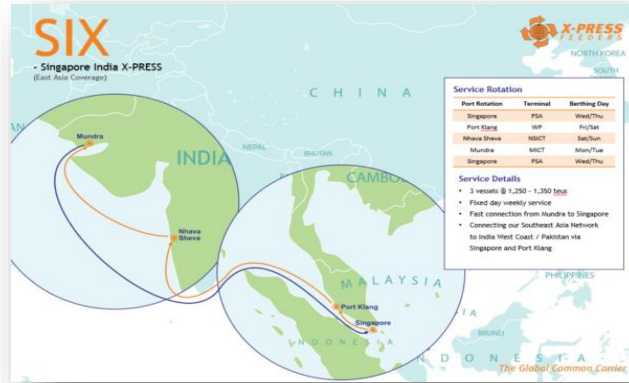 SIX
- Singapore India X-PRESS
(East Asia Coverage)
X-PRESS
FEEDERS
NORTH KOREA
SOUTH
CHINA
Service Rotation
Port Rotation Terminal Berthing Day
Singapore PSA Wed/Thu
Port Klang WP Fri/Sat
Nhava Sheva NSICT Sat/Sun
Mundra MICT Mon/Tue
Singapore PSA Wed/Thu
Service Details
• 3 vessels @ 1,250 - 1,350 teus
• Fixed day weekly service
• Fast connection from Mundra to Singapore
• Connecting our Southeast Asia Network
to India West Coast / Pakistan via
Singapore and Port Klang
Mundra
INDIA
NEPAL
BHUTAN
CAMBO
Nhava
Sheva
PHILIPPINES
MALAYSIA
Port Klang
Singapore
BRUNEI
INDONESIA
INDONESIA
The Global Common Carrier